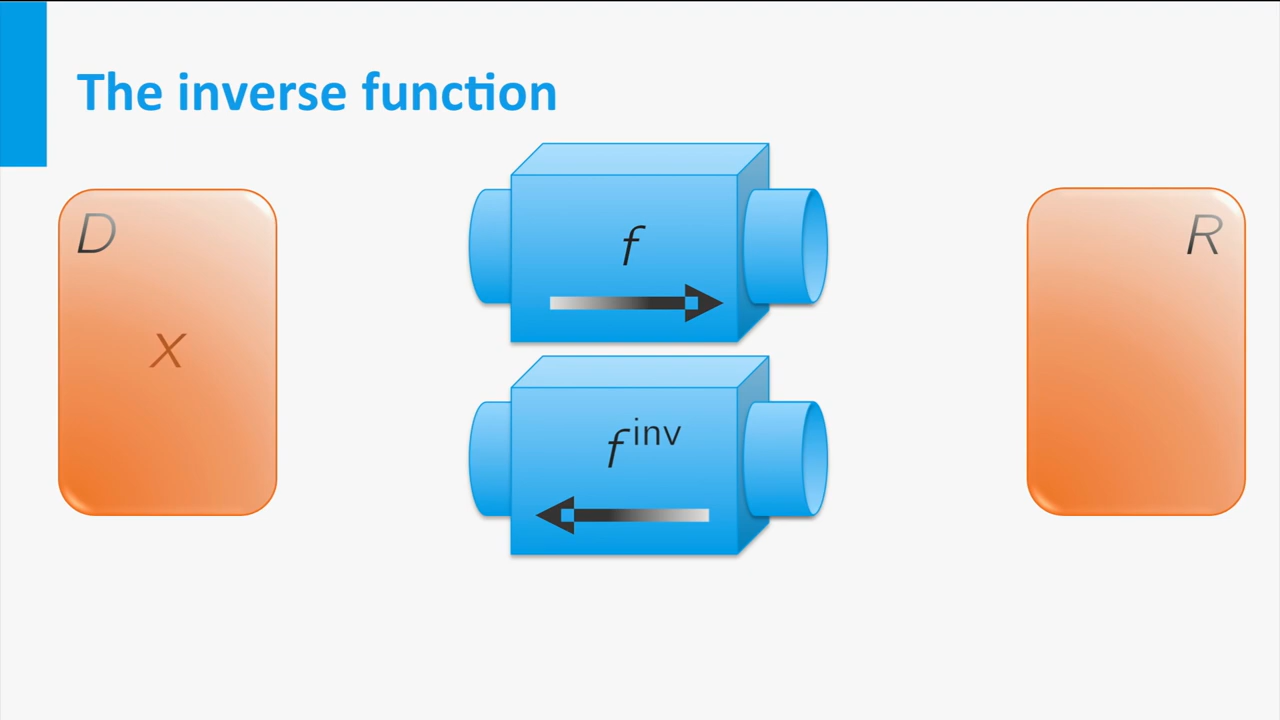 The inverse function
D
x
f
f^inv
R